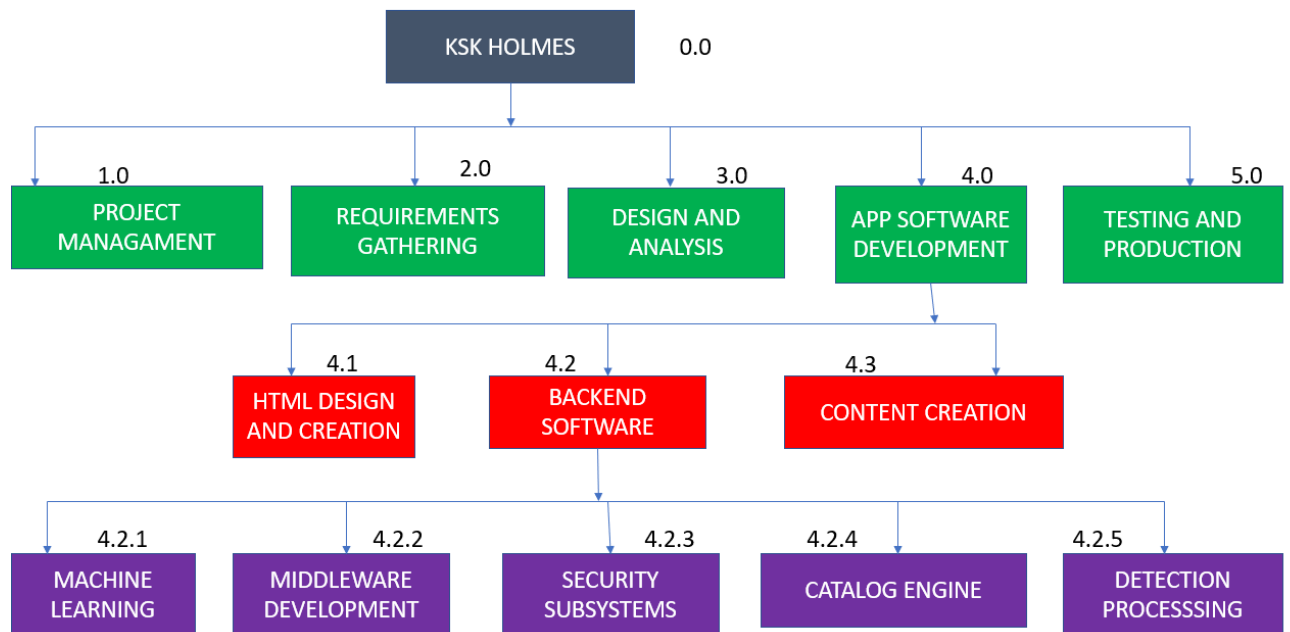 KSK HOLMES
0.0
1.0
2.0
3.0
4.0
5.0
PROJECT
MANAGAMENT
REQUIREMENTS
GATHERING
DESIGN AND
ANALYSIS
APP SOFTWARE
DEVELOPMENT
TESTING AND
PRODUCTION
4.1
4.2
4.3
HTML DESIGN
AND CREATION
BACKEND
SOFTWARE
CONTENT CREATION
4.2.1
4.2.2
4.2.3
4.2.4
4.2.5
MACHINE
LEARNING
MIDDLEWARE
DEVELOPMENT
SECURITY
SUBSYSTEMS
CATALOG ENGINE
DETECTION
PROCESSSING